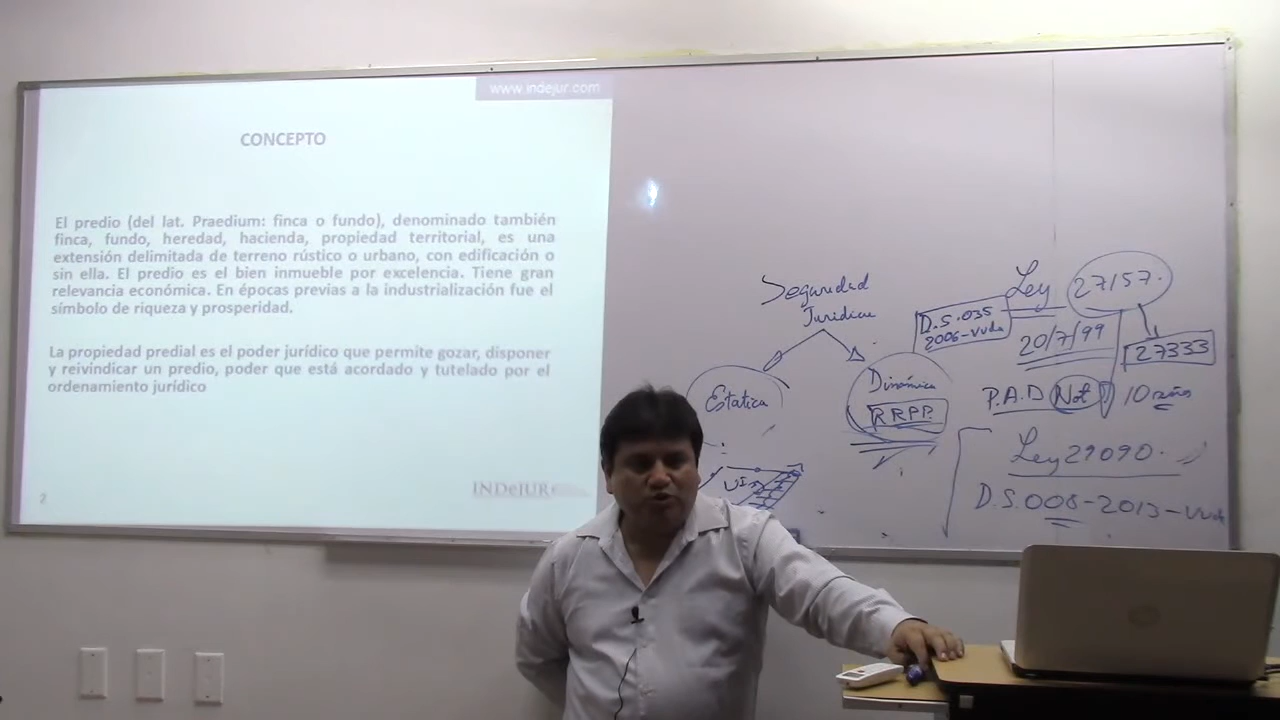 www.indejur.com
CONCEPTO
El predio (del lat. Praedium: finca o fundo), denominado también
finca, fundo, heredad, hacienda, propiedad territorial, es una
extensión delimitada de terreno rústico o urbano, con edificación o
sin ella. El predio es el bien inmueble por excelencia. Tiene gran
relevancia económica. En épocas previas a la industrialización fue el
símbolo de riqueza y prosperidad.
La propiedad predial es el poder jurídico que permite gozar, disponer
y reivindicar un predio, poder que está acordado y tutelado por el
ordenamiento jurídico
2
INDeJUR
Seguridad
Jurídica
Estatica
Dinámica
RRPP.
D.S. 035
2006-VVda
Ley 27157.
20/7/99
27333
P.A.D Not 10 años
Ley 29090.
D.S. 008-2013-VVda